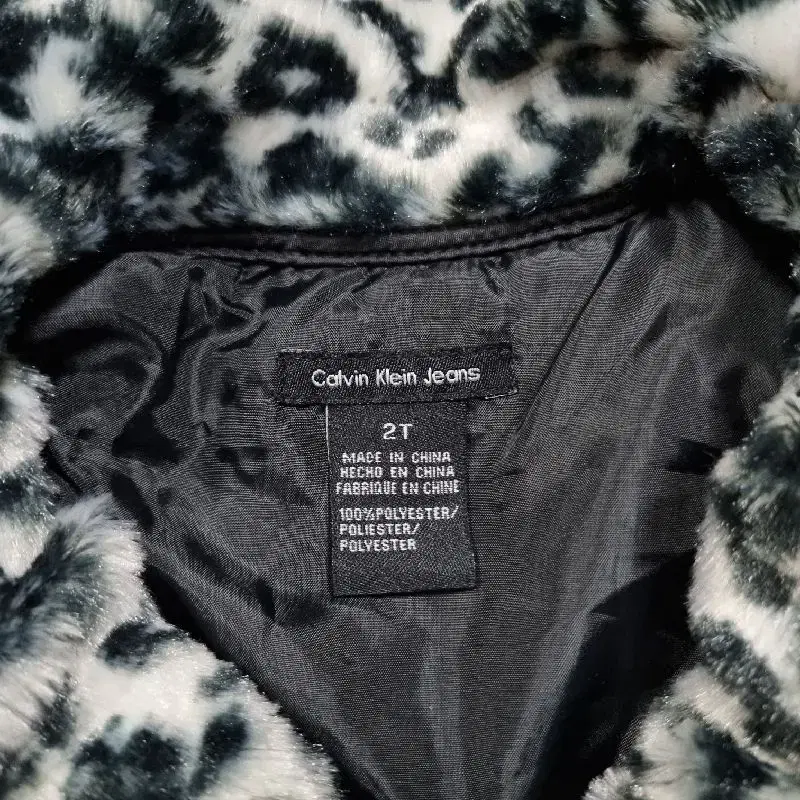 Calvin Klein Jeans
2T
MADE IN CHINA
HECHO EN CHINA
FABRIQUE EN CHINE
100%POLYESTER/
POLIESTER/
POLYESTER